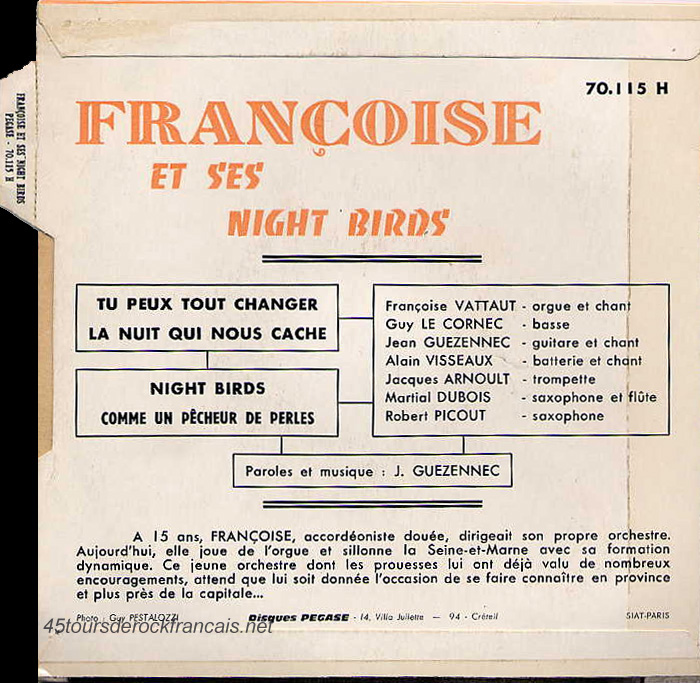 70.115 H
FRANÇOISE ET SES NIGHT BIRDS
PEGASE - 70.115 H
FRANÇOISE
ET SES
NIGHT BIRDS
TU PEUX TOUT CHANGER
LA NUIT QUI NOUS CACHE
NIGHT BIRDS
COMME UN PÊCHEUR DE PERLES
Françoise VATTAUT - orgue et chant
Guy LE CORNEC - basse
Jean GUEZENNEC - guitare et chant
Alain VISSEAUX - batterie et chant
Jacques ARNOULT - trompette
Martial DUBOIS - saxophone et flûte
Robert PICOUT - saxophone
Paroles et musique : J. GUEZENNEC
A 15 ans, FRANÇOISE, accordéoniste douée, dirigeait son propre orchestre.
Aujourd'hui, elle joue de l'orgue et sillonne la Seine-et-Marne avec sa formation
dynamique. Ce jeune orchestre dont les prouesses lui ont déjà valu de nombreux
encouragements, attend que lui soit donnée l'occasion de se faire connaître en province
et plus près de la capitale...
Photo : Guy PESTALOZZI Disques PEGASE - 14, Villa Juliette — 94 - Créteil SIAT-PARIS
45toursderockfrancais.net